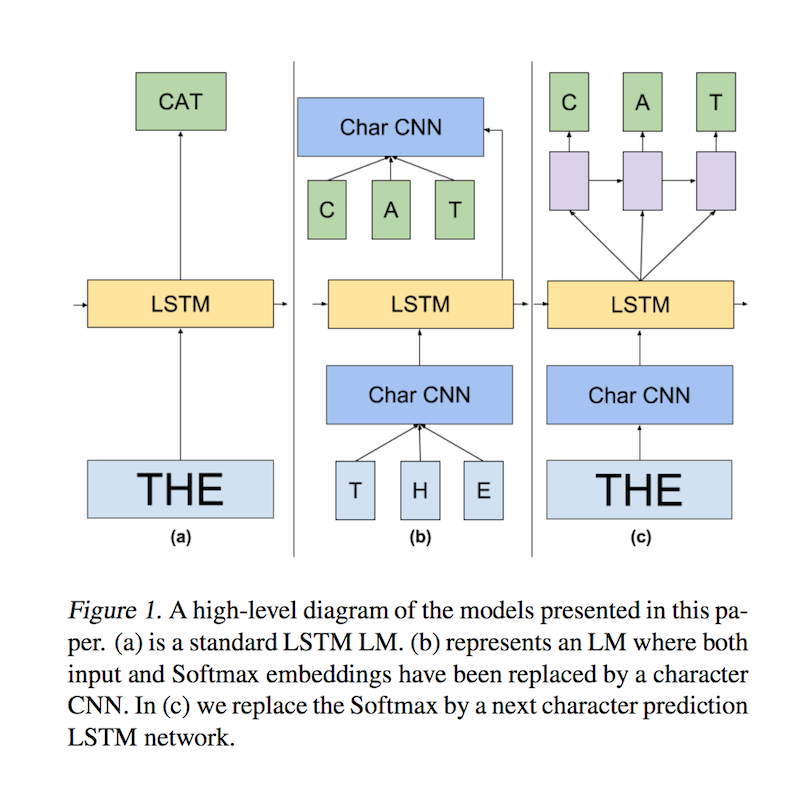 CAT
LSTM
THE
(a)
Char CNN
C A T
LSTM
Char CNN
T H E
(b)
C A T
LSTM
Char CNN
THE
(c)
Figure 1. A high-level diagram of the models presented in this pa-
per. (a) is a standard LSTM LM. (b) represents an LM where both
input and Softmax embeddings have been replaced by a character
CNN. In (c) we replace the Softmax by a next character prediction
LSTM network.